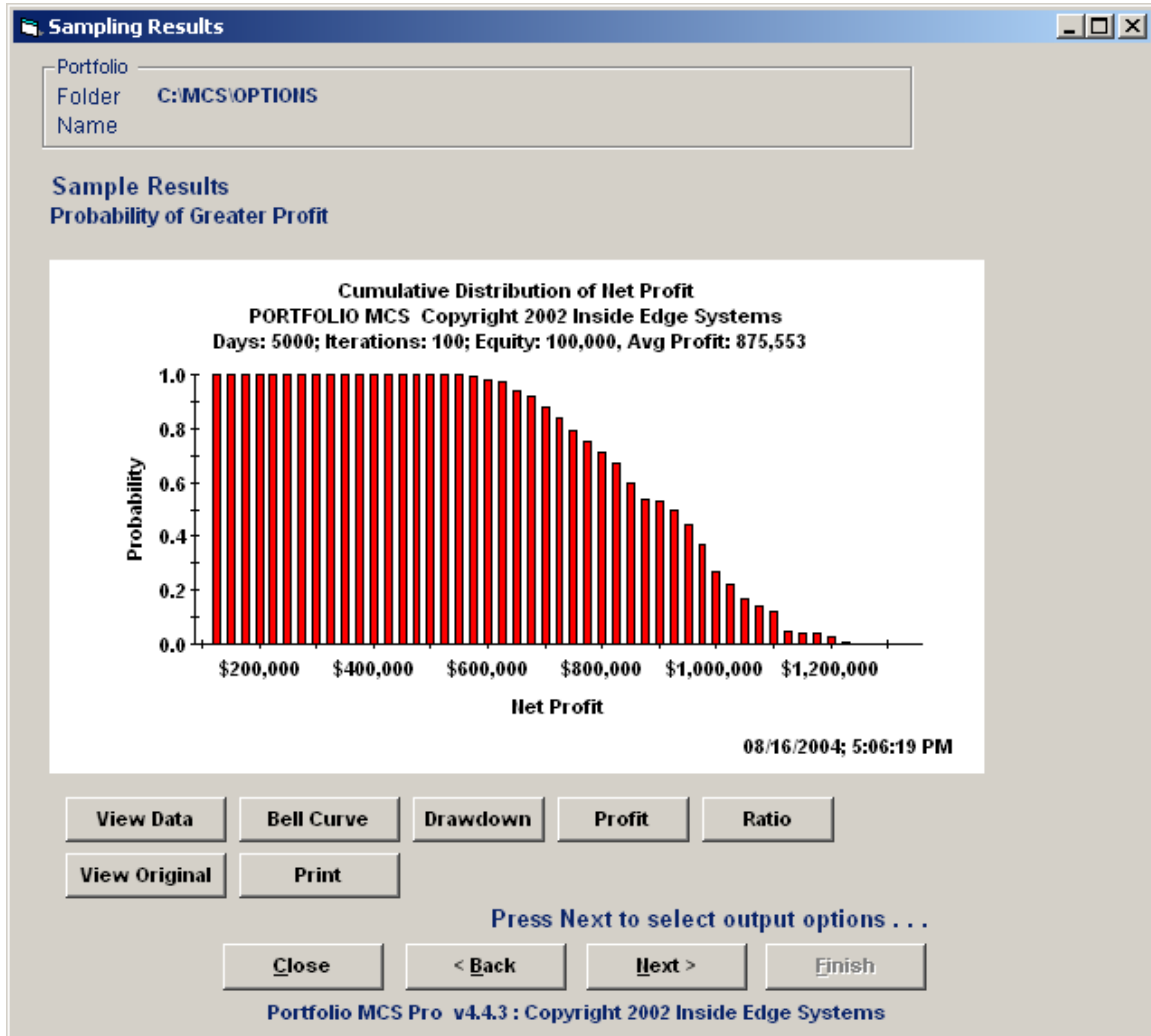 Sampling Results
Portfolio
Folder C:\MCS\OPTIONS
Name
Sample Results
Probability of Greater Profit
Cumulative Distribution of Net Profit
PORTFOLIO MCS Copyright 2002 Inside Edge Systems
Days: 5000; Iterations: 100; Equity: 100,000, Avg Profit: 875,553
1.0
0.8
0.6
0.4
0.2
0.0
Probability
$200,000 $400,000 $600,000 $800,000 $1,000,000 $1,200,000
Net Profit
08/16/2004; 5:06:19 PM
View Data Bell Curve Drawdown Profit Ratio
View Original Print
Press Next to select output options . . .
Close < Back Next > Finish
Portfolio MCS Pro v4.4.3 : Copyright 2002 Inside Edge Systems